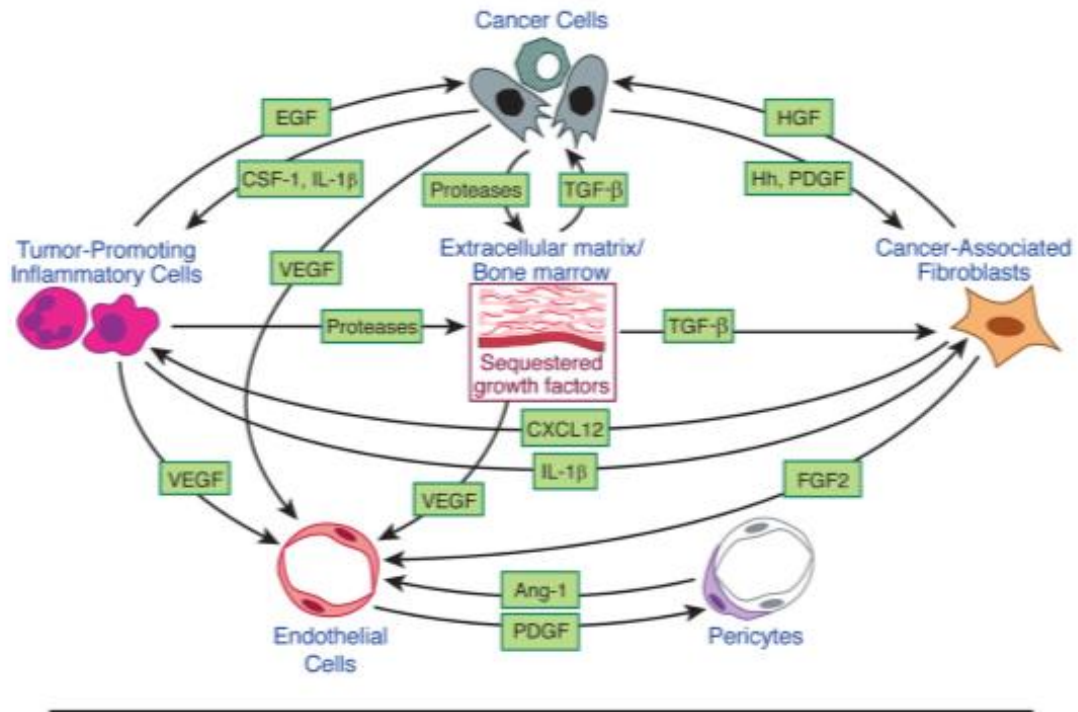 Cancer Cells
EGF
HGF
CSF-1, IL-1β
Proteases
TGF-β
Hh, PDGF
Tumor-Promoting
Inflammatory Cells
VEGF
Extracellular matrix/
Bone marrow
Cancer-Associated
Fibroblasts
Proteases
TGF-β
Sequestered
growth factors
CXCL12
IL-1β
VEGF
VEGF
FGF2
Ang-1
PDGF
Endothelial
Cells
Pericytes